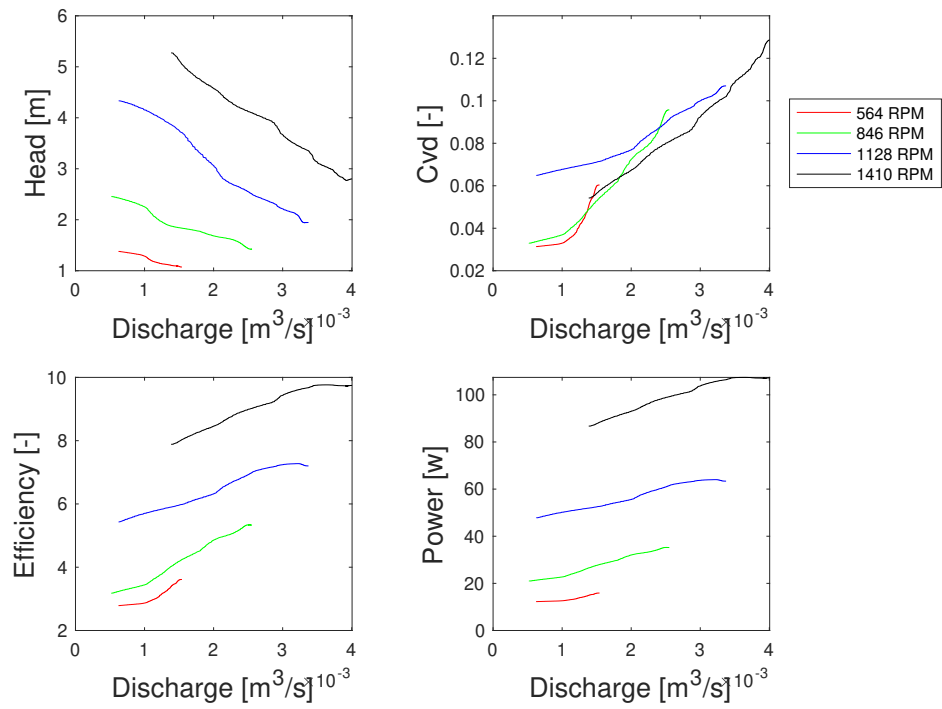 6
5
4
3
2
1
Head [m]
0 1 2 3 4
Discharge [m³/s] ×10⁻³
0.12
0.1
0.08
0.06
0.04
0.02
Cvd [-]
0 1 2 3 4
Discharge [m³/s] ×10⁻³
564 RPM
846 RPM
1128 RPM
1410 RPM
10
8
6
4
2
Efficiency [-]
0 1 2 3 4
Discharge [m³/s] ×10⁻³
100
80
60
40
20
0
Power [w]
0 1 2 3 4
Discharge [m³/s] ×10⁻³